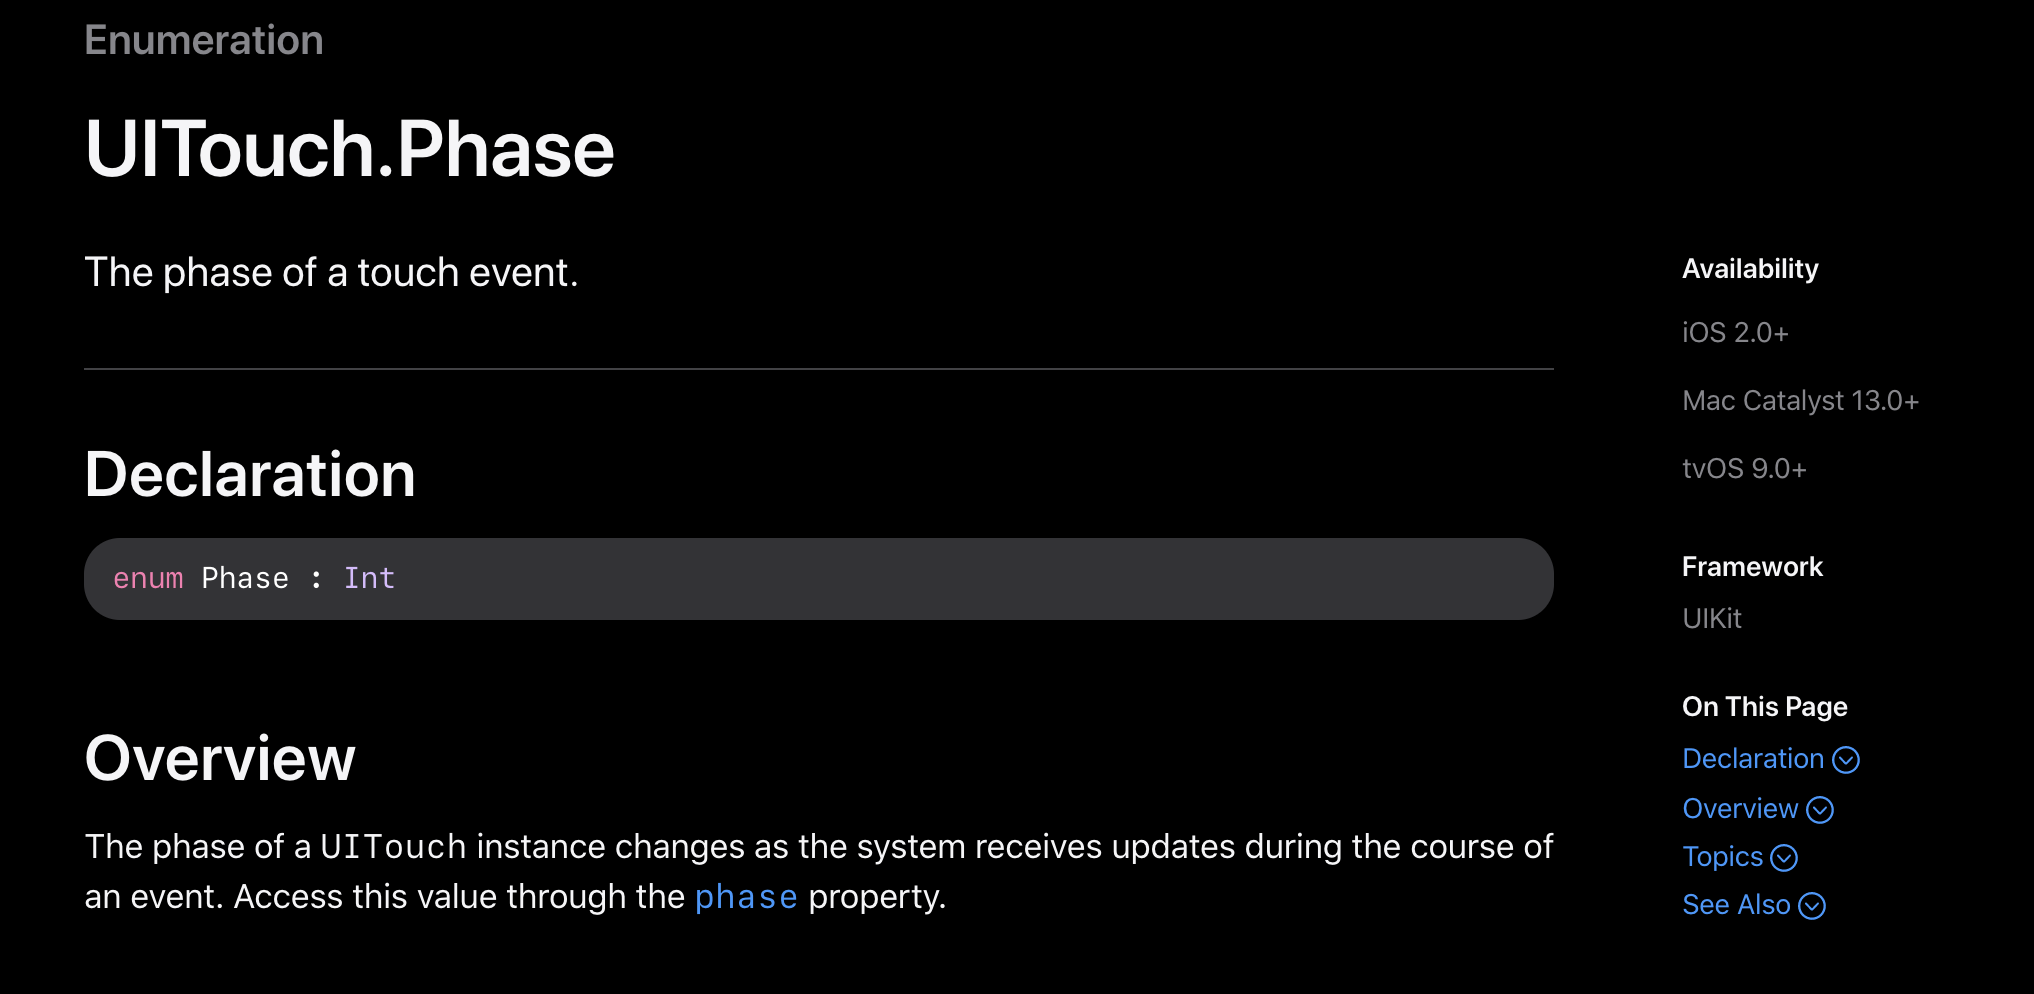 Enumeration
UITouch.Phase
The phase of a touch event.
Declaration
enum Phase : Int
Overview
The phase of a UITouch instance changes as the system receives updates during the course of
an event. Access this value through the phase property.
Availability
iOS 2.0+
Mac Catalyst 13.0+
tvOS 9.0+
Framework
UIKit
On This Page
Declaration
Overview
Topics
See Also